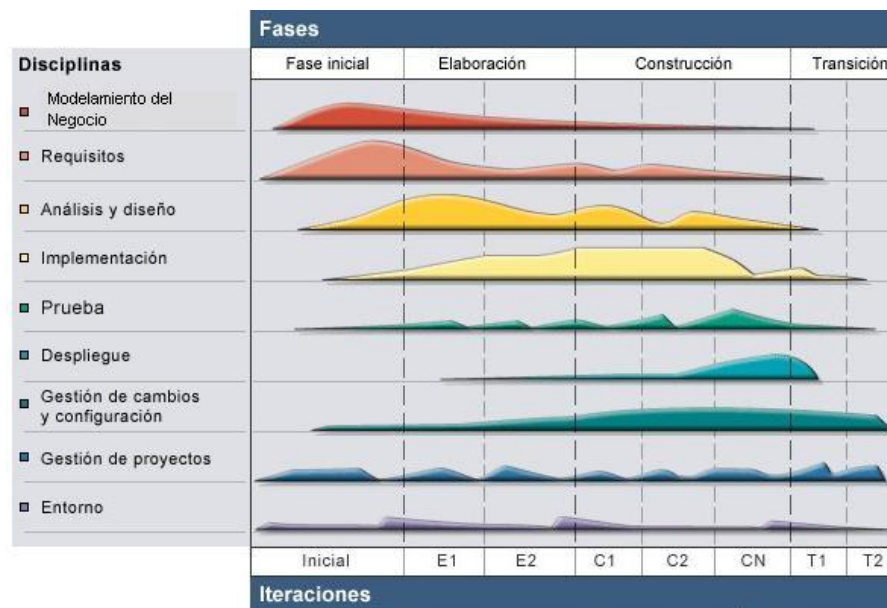 Fases
Disciplinas
Fase inicial Elaboración Construcción Transición
Modelamiento del
Negocio
Requisitos
Análisis y diseño
Implementación
Prueba
Despliegue
Gestión de cambios
y configuración
Gestión de proyectos
Entorno
Inicial E1 E2 C1 C2 CN T1 T2
Iteraciones